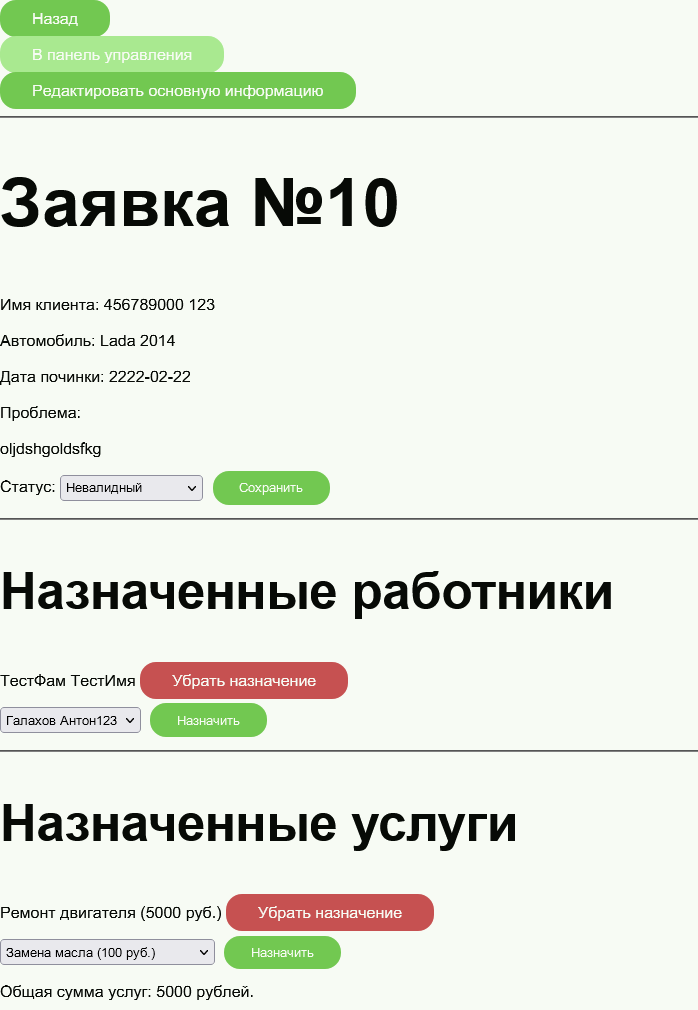 Назад
В панель управления
Редактировать основную информацию
Заявка №10
Имя клиента: 456789000 123
Автомобиль: Lada 2014
Дата починки: 2222-02-22
Проблема:
oljdshgoldsfkg
Статус: Невалидный Сохранить
Назначенные работники
ТестФам ТестИмя Убрать назначение
Галахов Антон123 Назначить
Назначенные услуги
Ремонт двигателя (5000 руб.) Убрать назначение
Замена масла (100 руб.) Назначить
Общая сумма услуг: 5000 рублей.